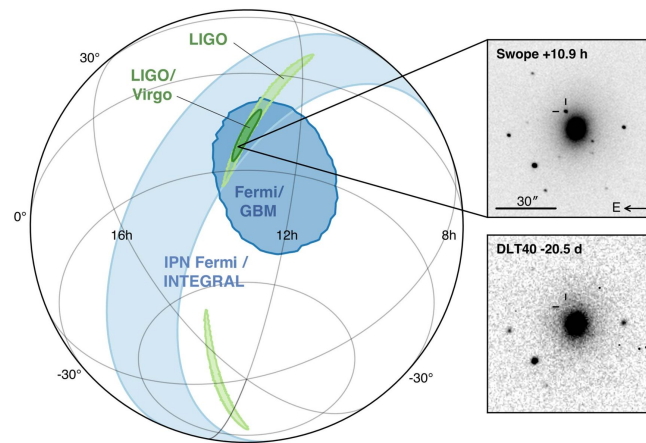 LIGO
30°
LIGO/
Virgo
Fermi/
GBM
0°
16h
12h
8h
IPN Fermi /
INTEGRAL
-30°
-30°
Swope +10.9 h
30"
E
DLT40 -20.5 d